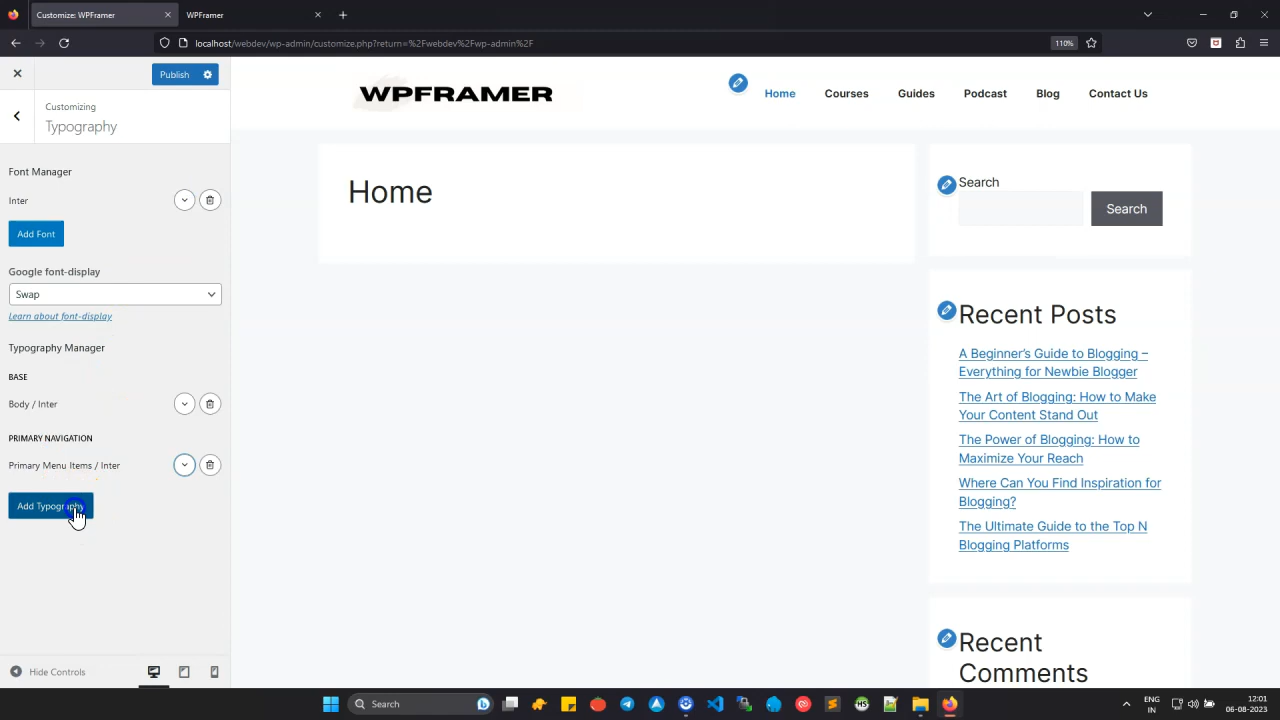 Customize: WPFramer
WPFramer
localhost/webdev/wp-admin/customize.php?return=%2Fwebdev%2Fwp-admin%2F
110%
Publish
Customizing
Typography
Font Manager
Inter
Add Font
Google font-display
Swap
Learn about font-display
Typography Manager
BASE
Body / Inter
PRIMARY NAVIGATION
Primary Menu Items / Inter
Add Typography
Hide Controls
WPFRAMER
Home
Courses
Guides
Podcast
Blog
Contact Us
Home
Search
Search
Recent Posts
A Beginner's Guide to Blogging –
Everything for Newbie Blogger
The Art of Blogging: How to Make
Your Content Stand Out
The Power of Blogging: How to
Maximize Your Reach
Where Can You Find Inspiration for
Blogging?
The Ultimate Guide to the Top N
Blogging Platforms
Recent
Comments
Search
HS
ENG
IN
12:01
06-08-2023